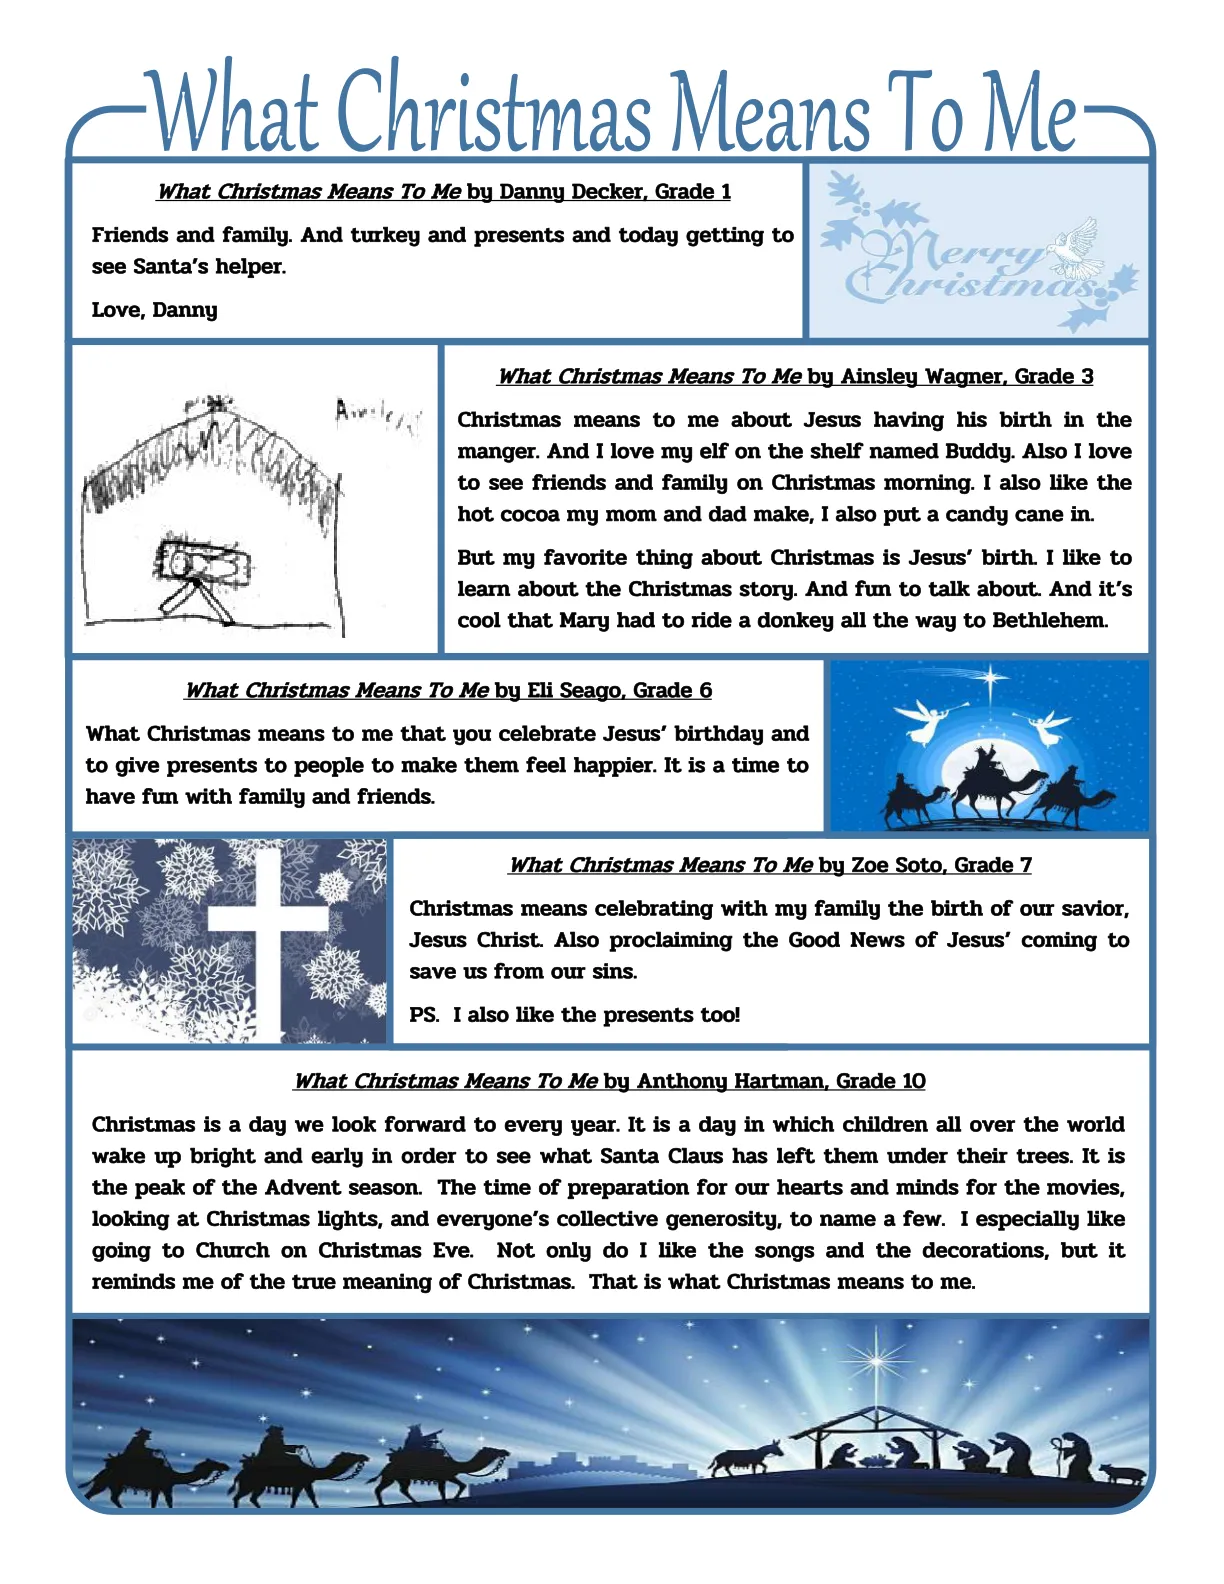 What Christmas Means To Me
What Christmas Means To Me by Danny Decker, Grade 1
Friends and family. And turkey and presents and today getting to
see Santa's helper.
Love, Danny
Merry
Christmas
What Christmas Means To Me by Ainsley Wagner, Grade 3
Christmas means to me about Jesus having his birth in the
manger. And I love my elf on the shelf named Buddy. Also I love
to see friends and family on Christmas morning. I also like the
hot cocoa my mom and dad make, I also put a candy cane in.
But my favorite thing about Christmas is Jesus' birth. I like to
learn about the Christmas story. And fun to talk about. And it's
cool that Mary had to ride a donkey all the way to Bethlehem.
What Christmas Means To Me by Eli Seago, Grade 6
What Christmas means to me that you celebrate Jesus' birthday and
to give presents to people to make them feel happier. It is a time to
have fun with family and friends.
What Christmas Means To Me by Zoe Soto, Grade 7
Christmas means celebrating with my family the birth of our savior,
Jesus Christ. Also proclaiming the Good News of Jesus' coming to
save us from our sins.
PS.  I also like the presents too!
What Christmas Means To Me by Anthony Hartman, Grade 10
Christmas is a day we look forward to every year. It is a day in which children all over the world
wake up bright and early in order to see what Santa Claus has left them under their trees. It is
the peak of the Advent season.  The time of preparation for our hearts and minds for the movies,
looking at Christmas lights, and everyone's collective generosity, to name a few.  I especially like
going to Church on Christmas Eve.  Not only do I like the songs and the decorations, but it
reminds me of the true meaning of Christmas.  That is what Christmas means to me.